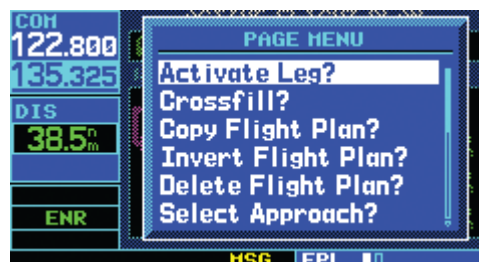 COM
122.800
135.325
DIS
38.5nm
ENR
PAGE MENU
Activate Leg?
Crossfill?
Copy Flight Plan?
Invert Flight Plan?
Delete Flight Plan?
Select Approach?
MSG FPL